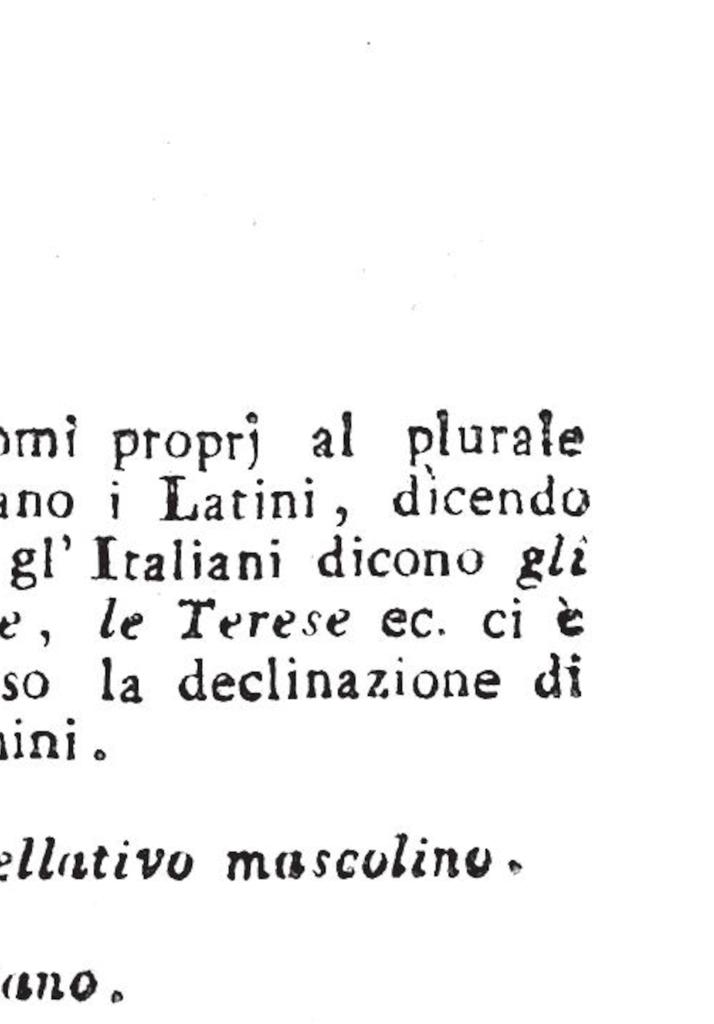 omi proprj al plurale
ano i Latini, dicendo
gl' Italiani dicono gli
e, le Terese ec. ci è
so la declinazione di
ini.
ellativo mascolino.
ano.